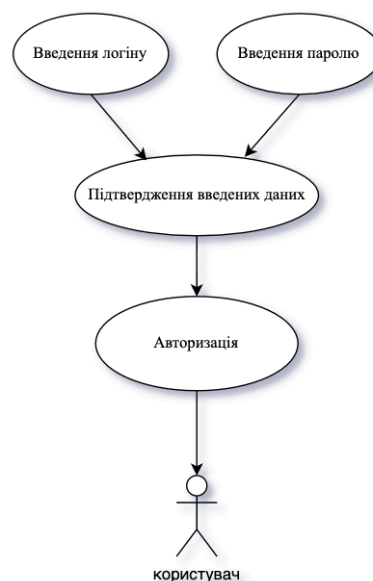 Введення логіну
Введення паролю
Підтвердження введених даних
Авторизація
користувач